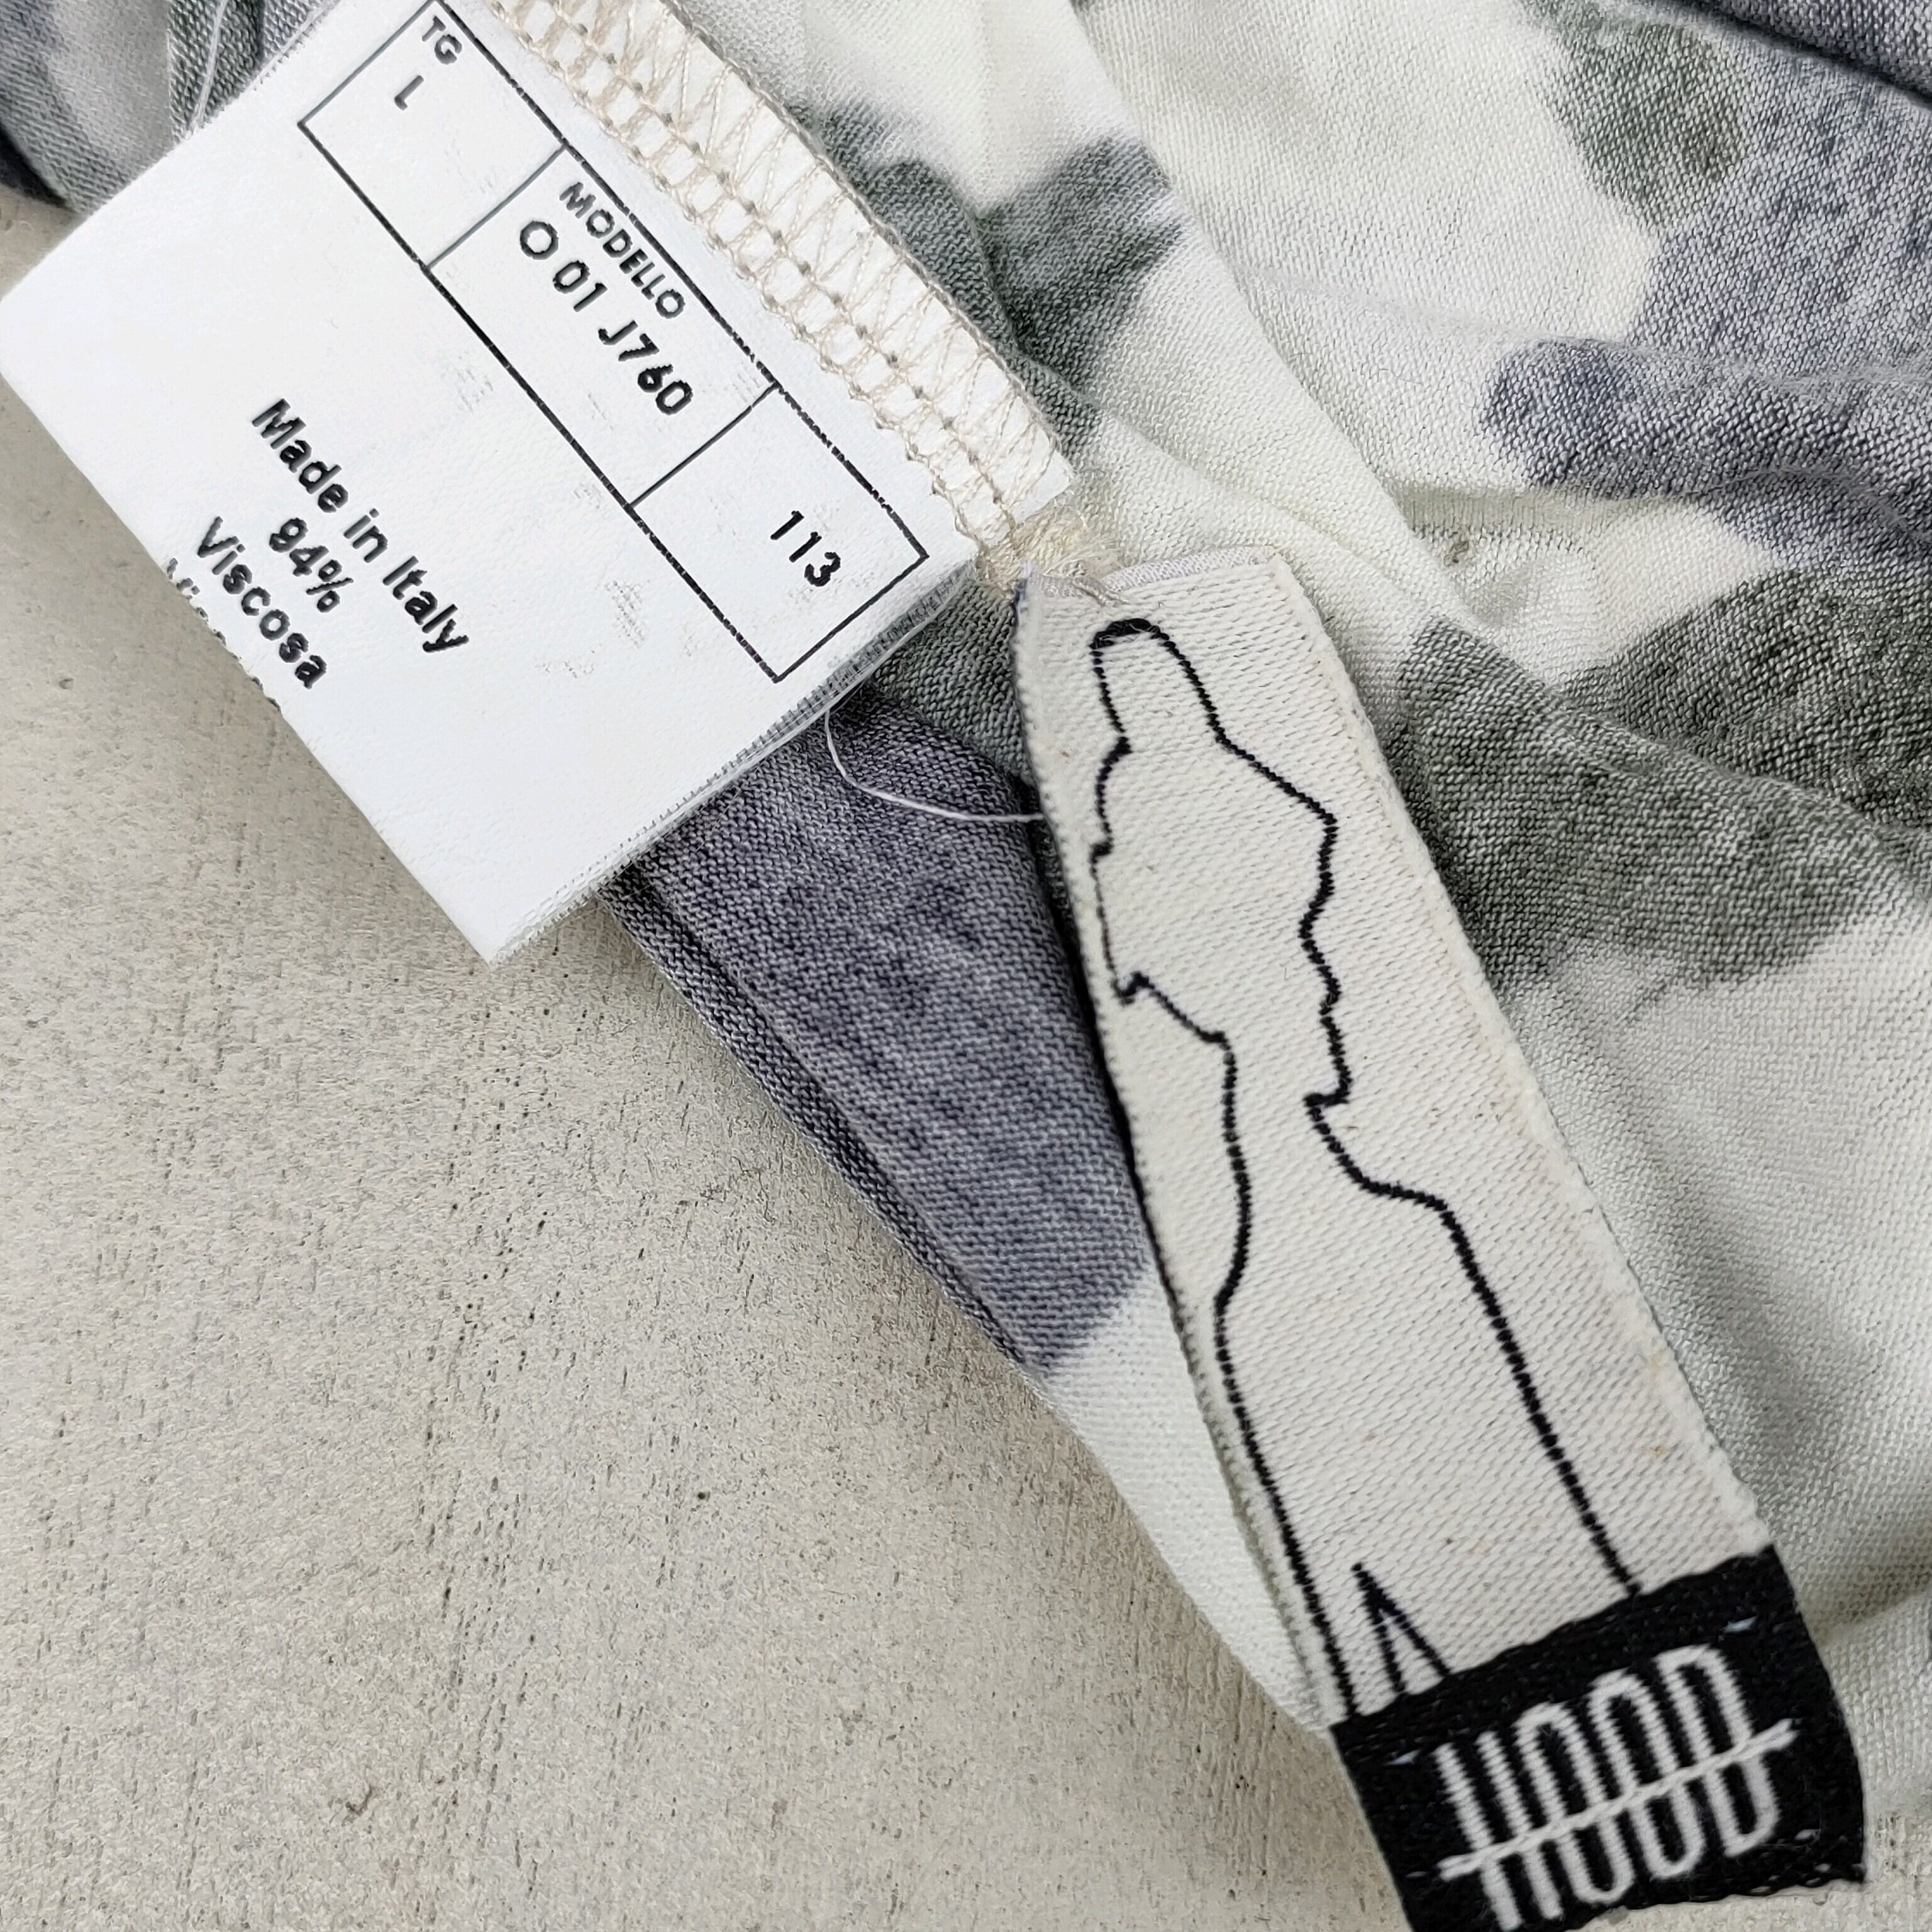 TG
L
MODELLO
O 01 J760
113
Made in Italy
94%
Viscosa
HOOD